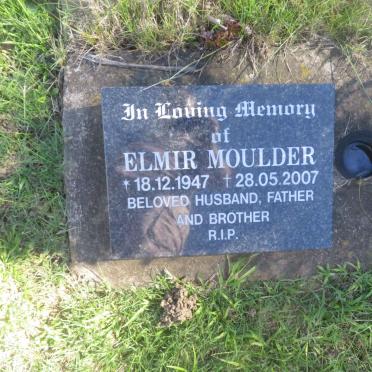 In Loving Memory
of
ELMIR MOULDER
* 18.12.1947 † 28.05.2007
BELOVED HUSBAND, FATHER
AND BROTHER
R.I.P.